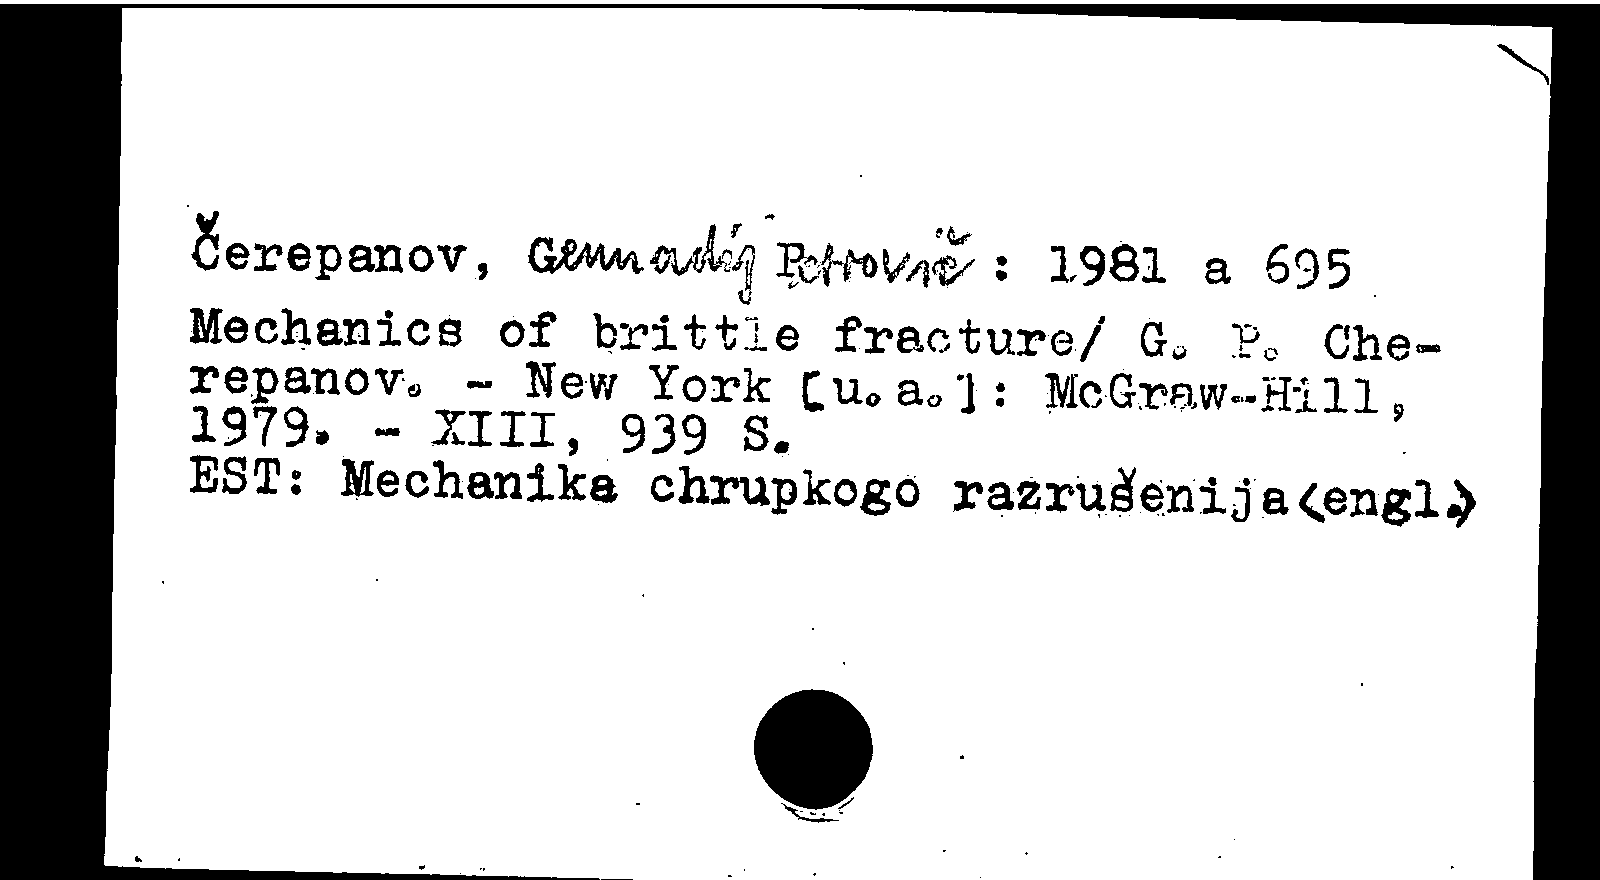 Čerepanov, Gennadij Petrovič : 1981 a 695
Mechanics of brittle fracture/ G. P. Che-
repanov. - New York [u.a.]: McGraw-Hill,
1979. - XIII, 939 S.
EST: Mechanika chrupkogo razrušenija<engl.>